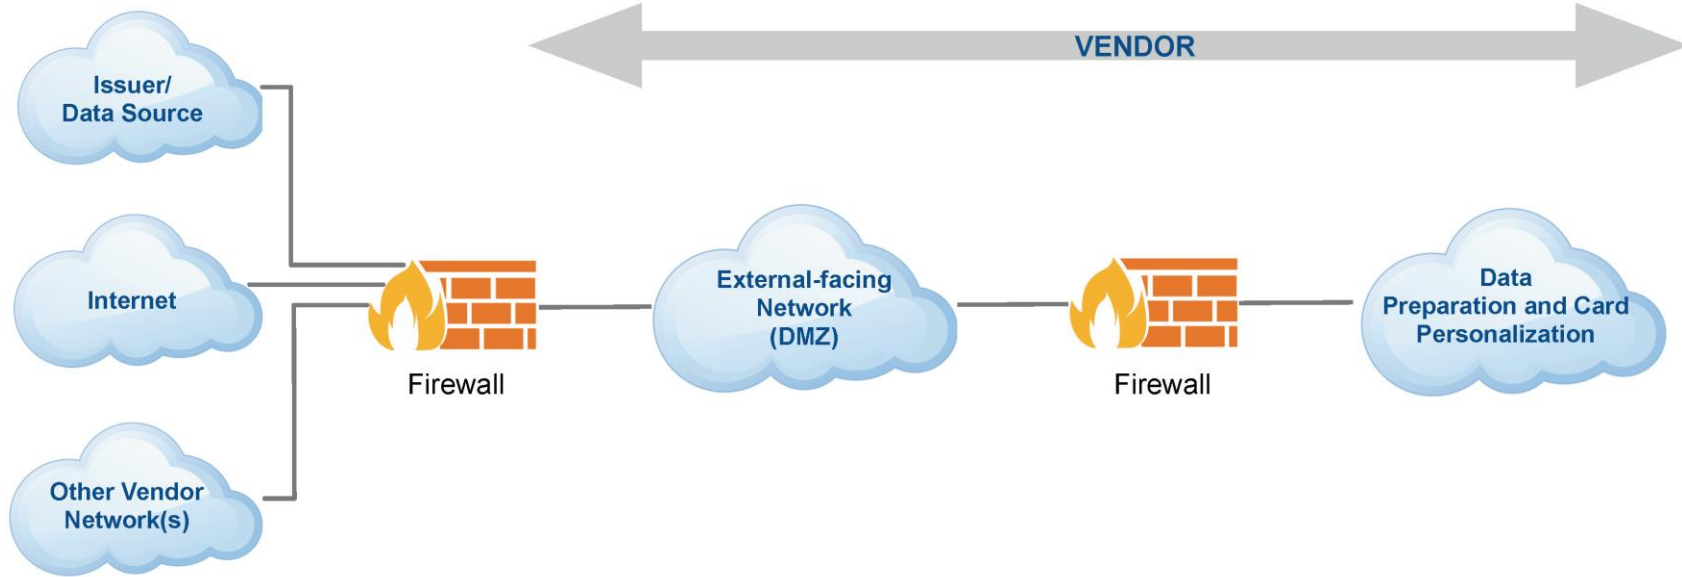 VENDOR
Issuer/
Data Source
Internet
Other Vendor
Network(s)
Firewall
External-facing
Network
(DMZ)
Firewall
Data
Preparation and Card
Personalization